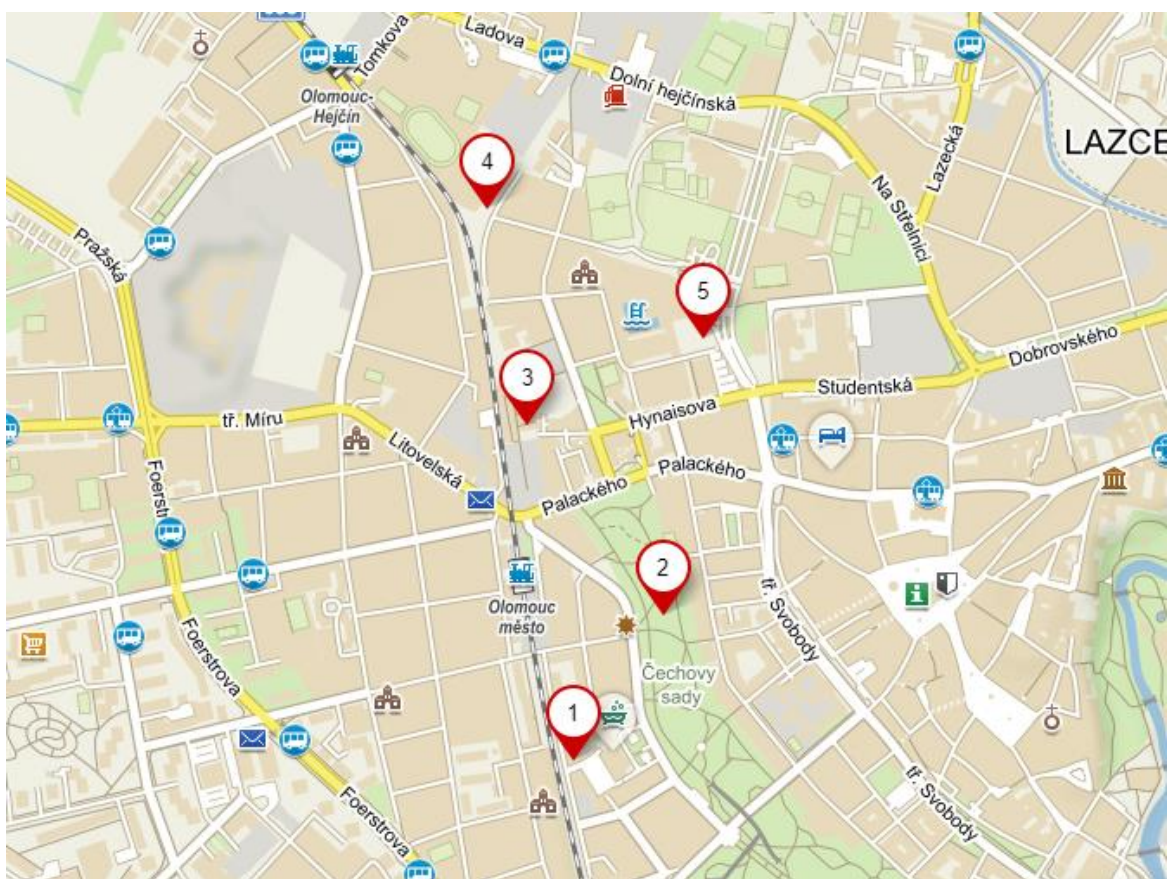 Ladova
Tomkova
Olomouc-
Hejčín
Dolní hejčínská
Lazecká
LAZCE
4
Na Střelnici
Pražská
5
Dobrovského
3
Studentská
Hynaisova
tř. Míru
Litovelská
Palackého
Palackého
Foerstrova
2
Olomouc
město
tř. Svobody
Foerstrova
Čechovy
sady
1
tř. Svobody
Foerstrova